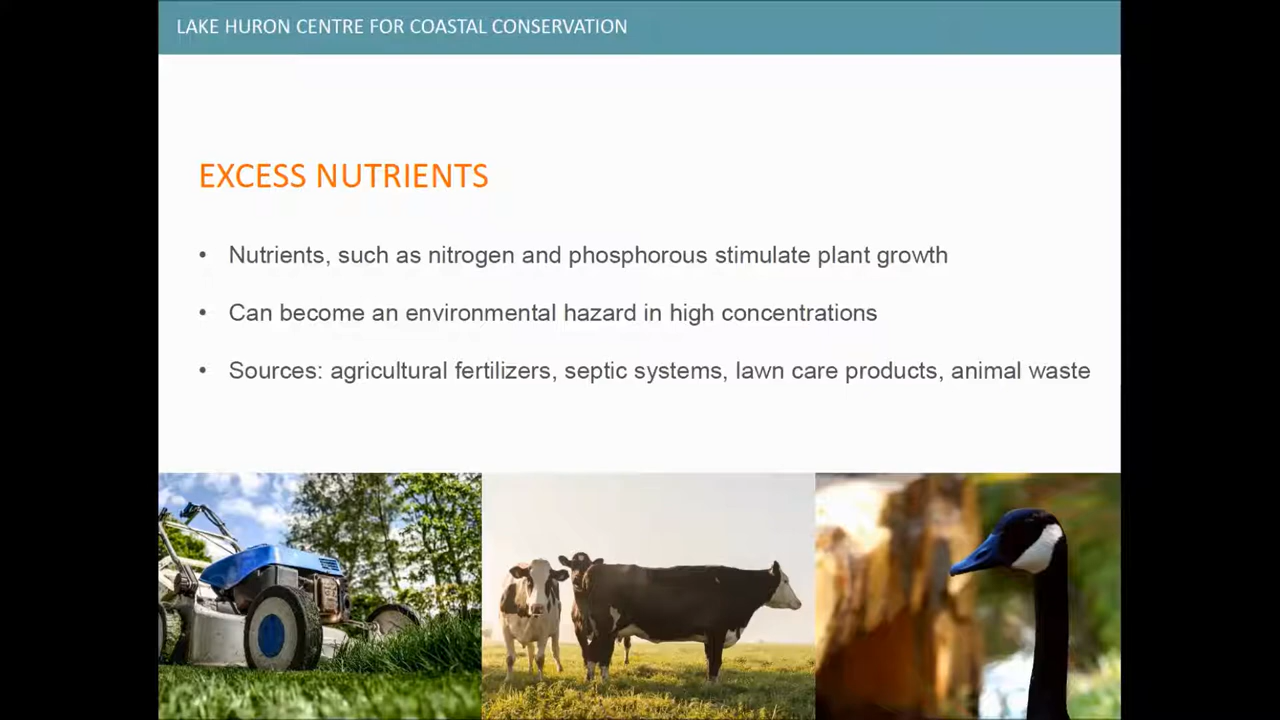 LAKE HURON CENTRE FOR COASTAL CONSERVATION
EXCESS NUTRIENTS
• Nutrients, such as nitrogen and phosphorous stimulate plant growth
• Can become an environmental hazard in high concentrations
• Sources: agricultural fertilizers, septic systems, lawn care products, animal waste